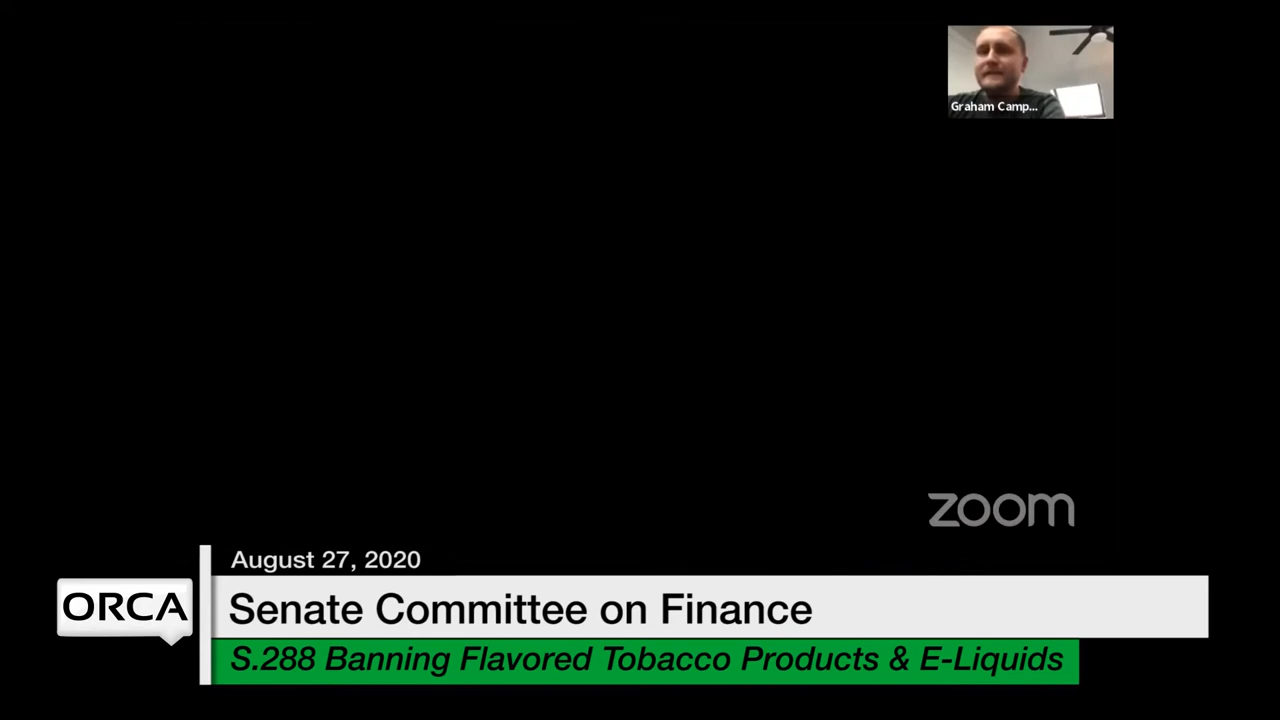 Graham Camp...
zoom
August 27, 2020
ORCA
Senate Committee on Finance
S.288 Banning Flavored Tobacco Products & E-Liquids